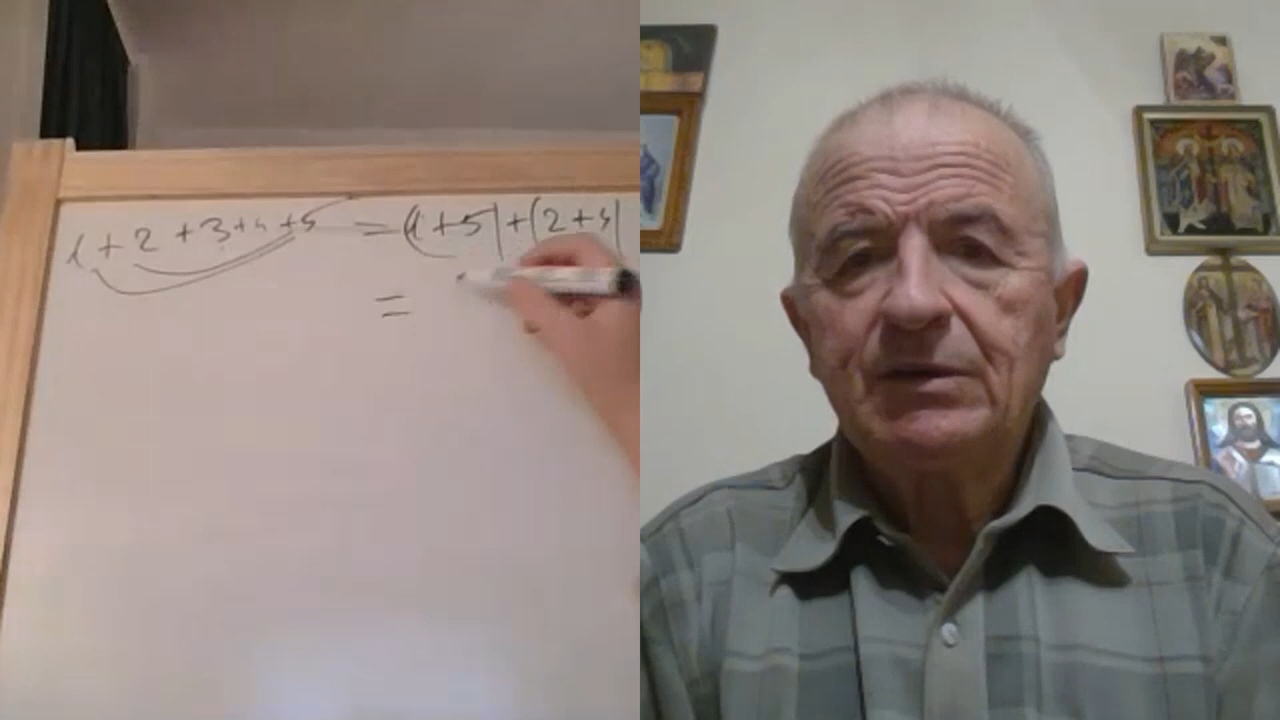 1 + 2 + 3 + 4 + 5 = (1 + 5) + (2 + 4)
=